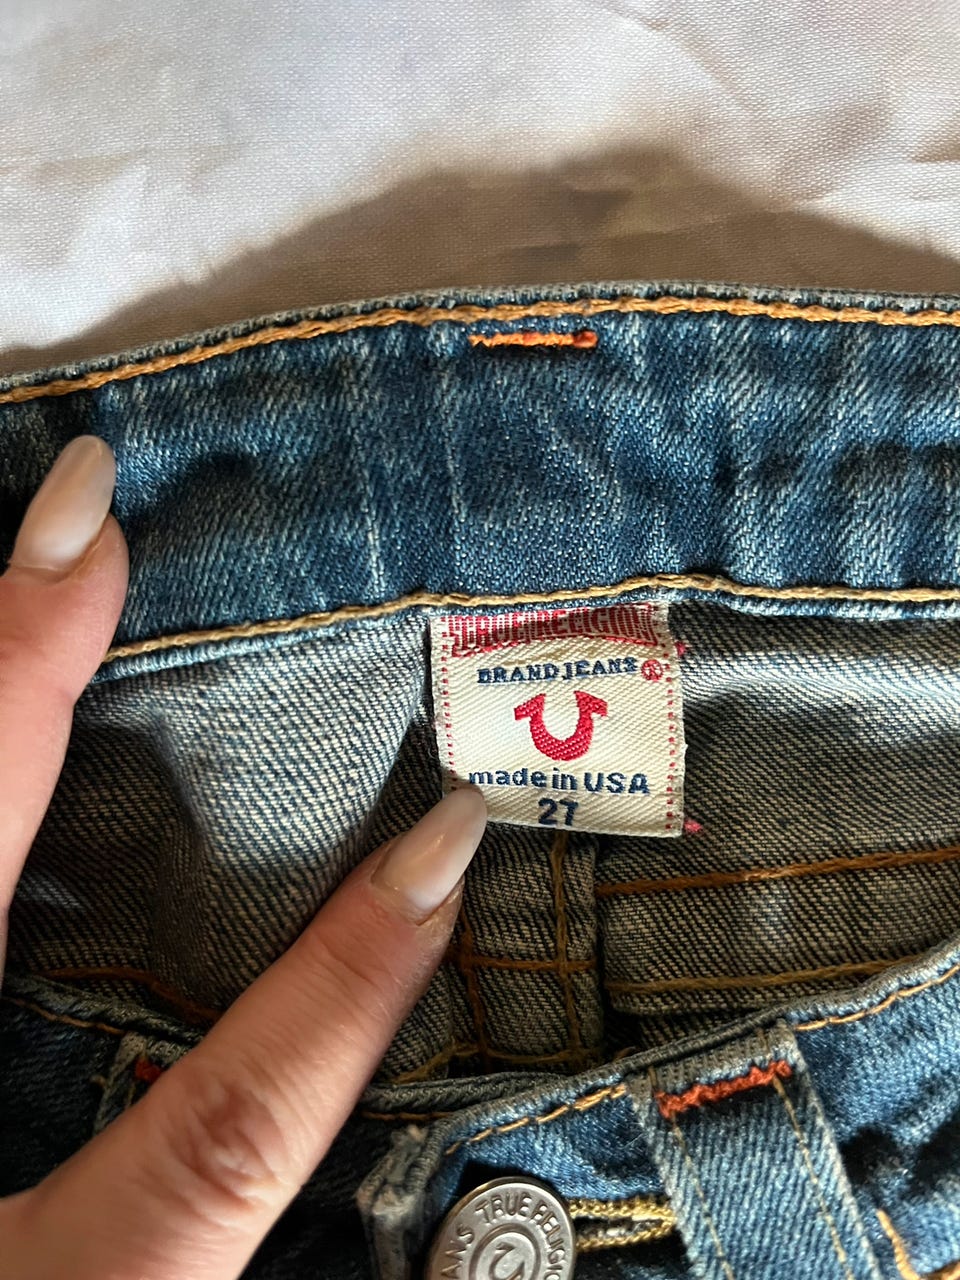 TRUE RELIGION
BRAND JEANS ®
made in USA
27
TRUE RELIGION